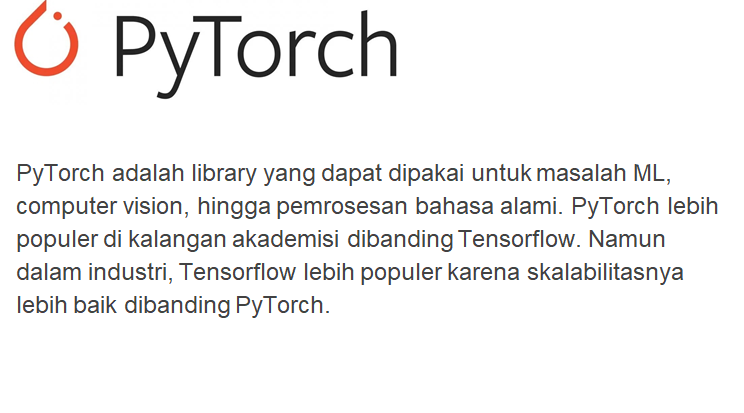 PyTorch
PyTorch adalah library yang dapat dipakai untuk masalah ML,
computer vision, hingga pemrosesan bahasa alami. PyTorch lebih
populer di kalangan akademisi dibanding Tensorflow. Namun
dalam industri, Tensorflow lebih populer karena skalabilitasnya
lebih baik dibanding PyTorch.